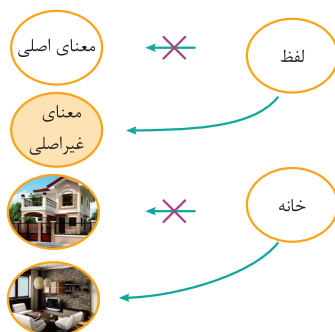 لفظ
معنای اصلی
معنای
غیراصلی
خانه